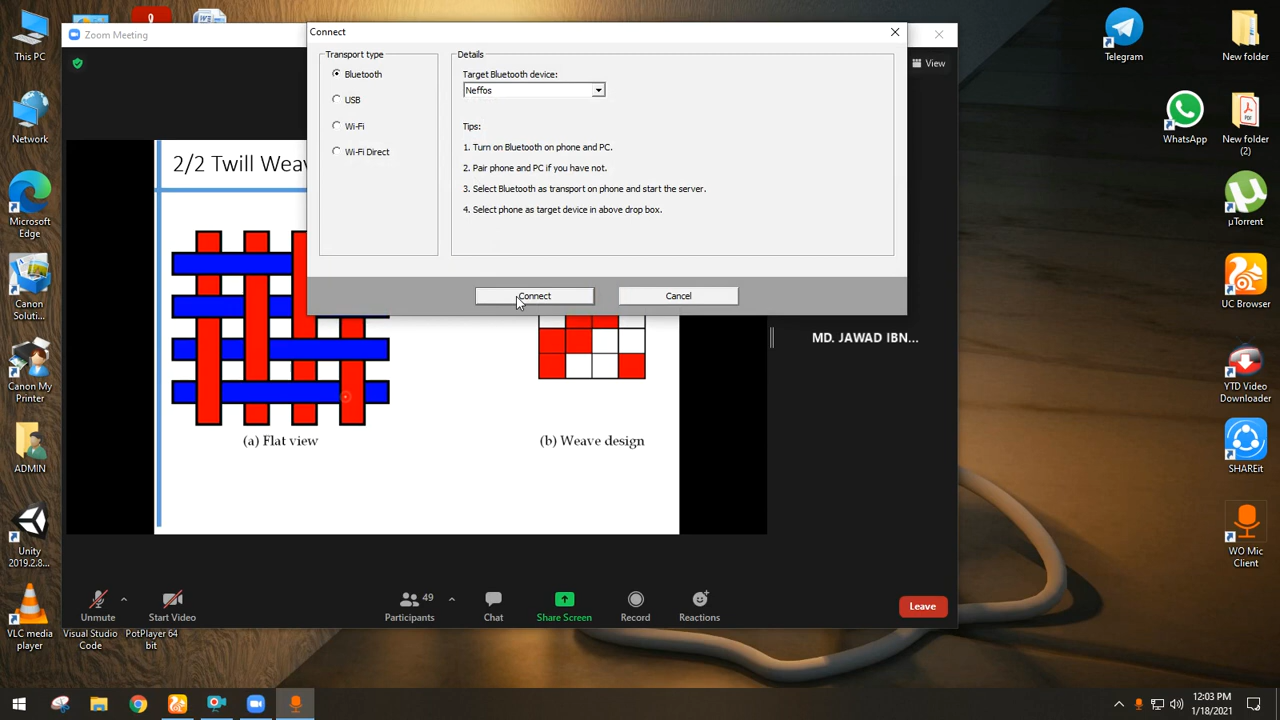 This PC
Network
Microsoft
Edge
Canon
Soluti...
Canon My
Printer
ADMIN
Unity
2019.2.8...
VLC media
player
Visual Studio
Code
PotPlayer 64
bit
Zoom Meeting
View
2/2 Twill Weav
(a) Flat view
(b) Weave design
MD. JAWAD IBN...
Connect
Transport type
Bluetooth
USB
Wi-Fi
Wi-Fi Direct
Details
Target Bluetooth device:
Neffos
Tips:
1. Turn on Bluetooth on phone and PC.
2. Pair phone and PC if you have not.
3. Select Bluetooth as transport on phone and start the server.
4. Select phone as target device in above drop box.
Connect
Cancel
Unmute
Start Video
49
Participants
Chat
Share Screen
Record
Reactions
Leave
Telegram
New folder
WhatsApp
New folder
(2)
µTorrent
UC Browser
YTD Video
Downloader
SHAREit
WO Mic
Client
12:03 PM
1/18/2021